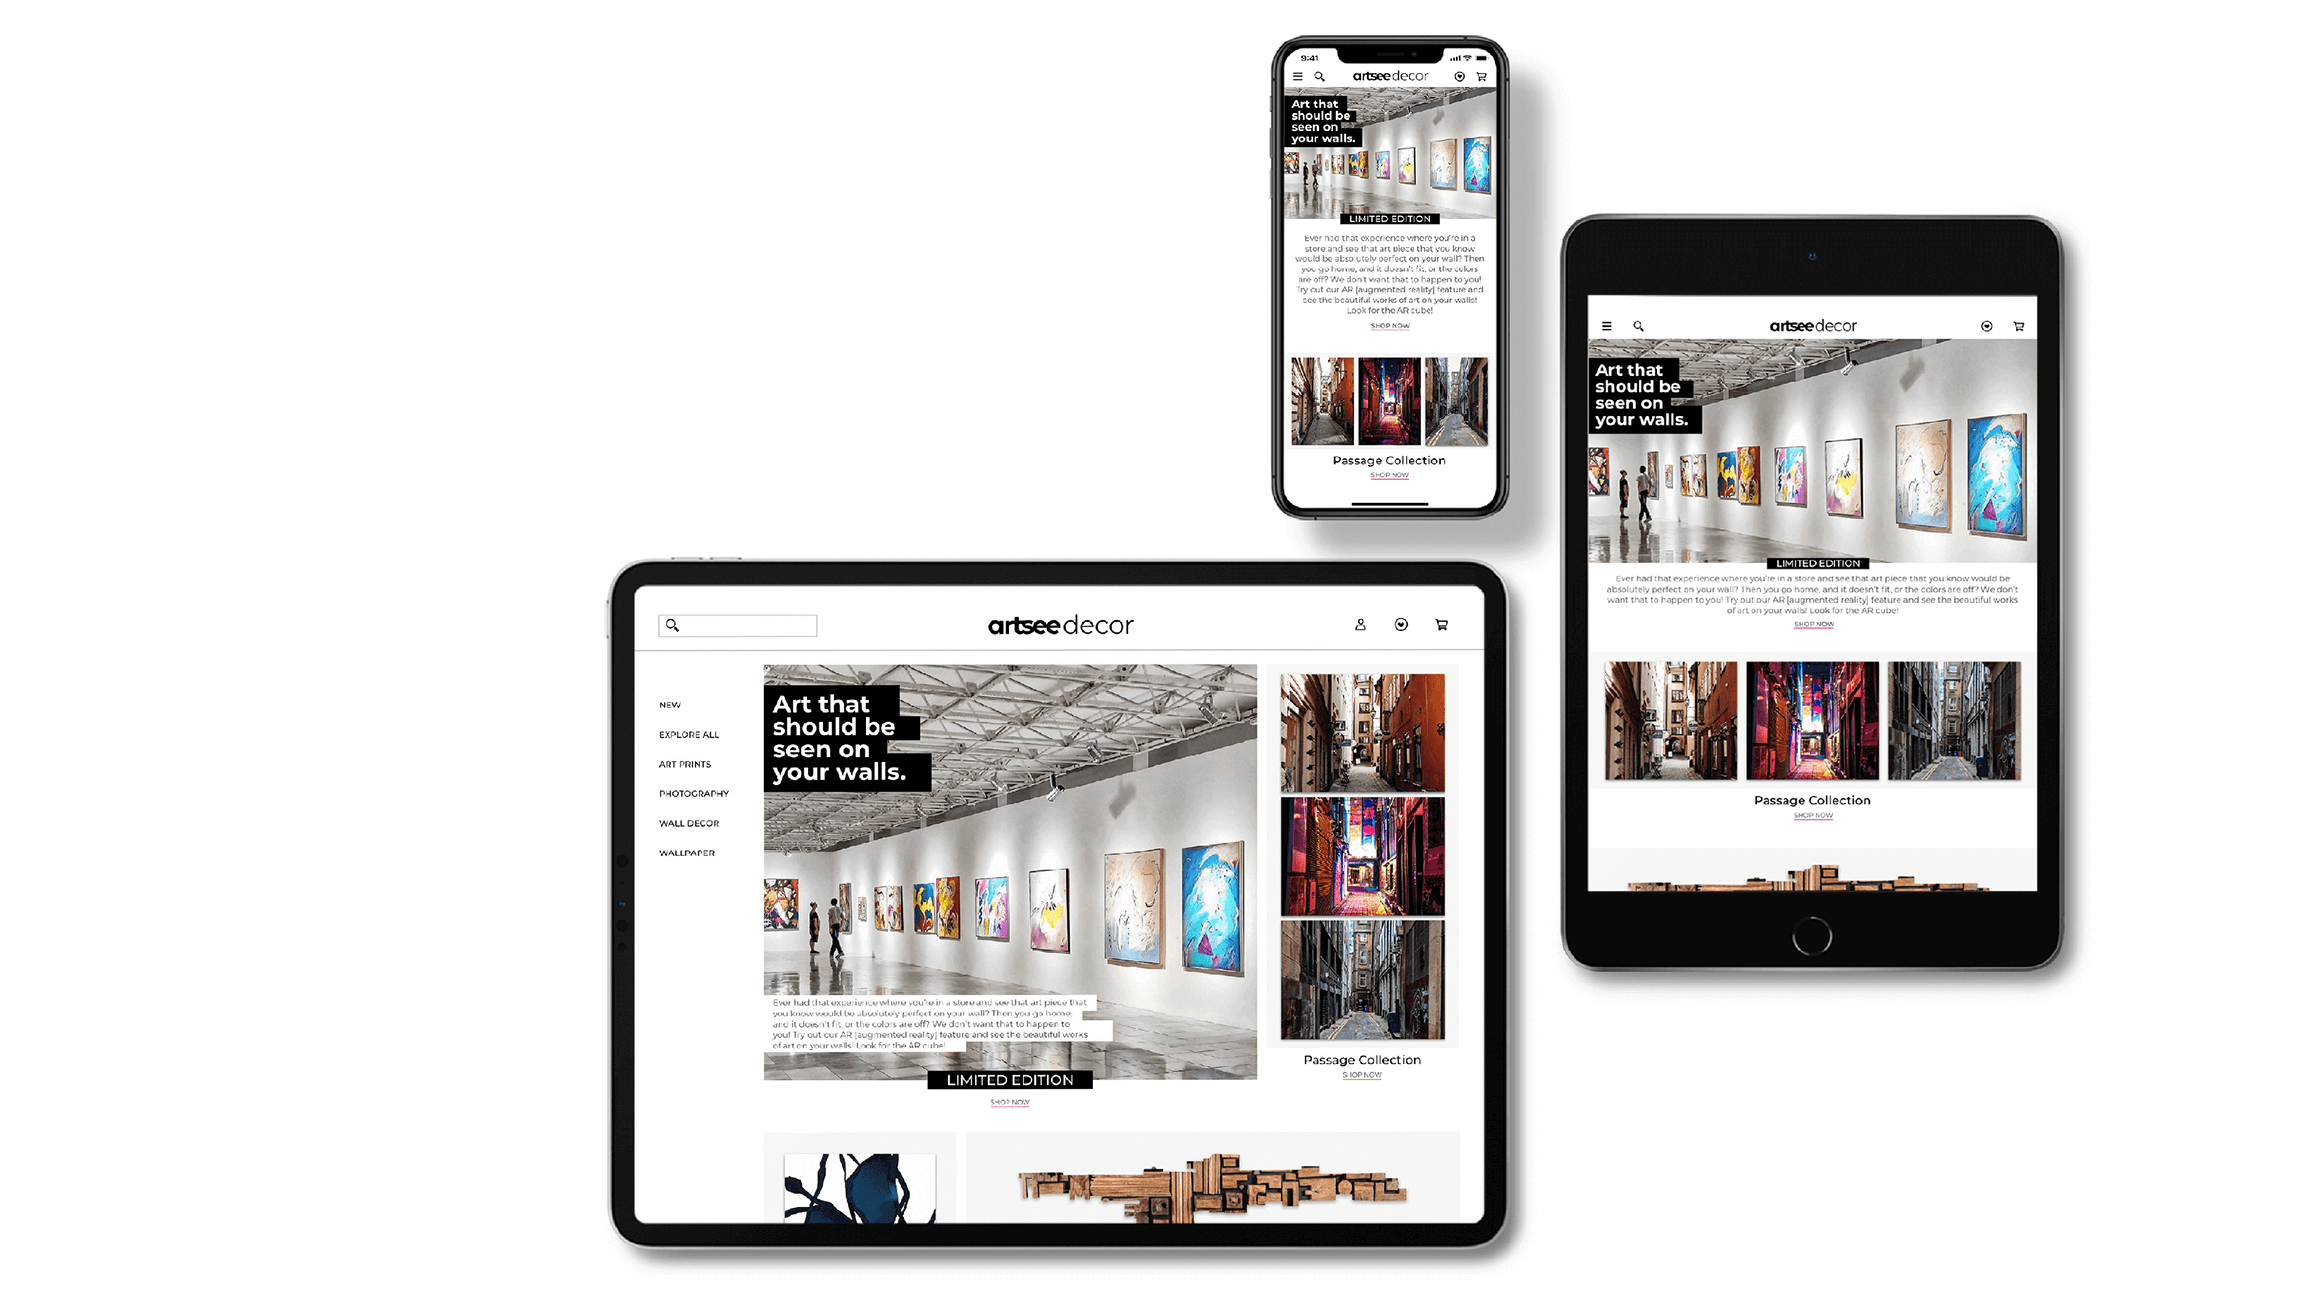 9:41
artsee decor
Art that
should be
seen on
your walls.
LIMITED EDITION
Ever had that experience where you're in a
store and see that art piece that you know
would be absolutely perfect on your wall? Then
you go home, and it doesn't fit, or the colors
are off? We don't want that to happen to you!
Try out our AR [augmented reality] feature and
see the beautiful works of art on your walls!
Look for the AR cube!
SHOP NOW
Passage Collection
SHOP NOW
artsee decor
Art that
should be
seen on
your walls.
LIMITED EDITION
Ever had that experience where you're in a store and see that art piece that you know would be
absolutely perfect on your wall? Then you go home, and it doesn't fit, or the colors are off? We don't
want that to happen to you! Try out our AR [augmented reality] feature and see the beautiful works
of art on your walls! Look for the AR cube!
SHOP NOW
Passage Collection
SHOP NOW
artsee decor
NEW
EXPLORE ALL
ART PRINTS
PHOTOGRAPHY
WALL DECOR
WALLPAPER
Art that
should be
seen on
your walls.
Ever had that experience where you're in a store and see that art piece that
you know would be absolutely perfect on your wall? Then you go home,
and it doesn't fit, or the colors are off? We don't want that to happen to
you! Try out our AR [augmented reality] feature and see the beautiful works
of art on your walls! Look for the AR cube!
LIMITED EDITION
SHOP NOW
Passage Collection
SHOP NOW